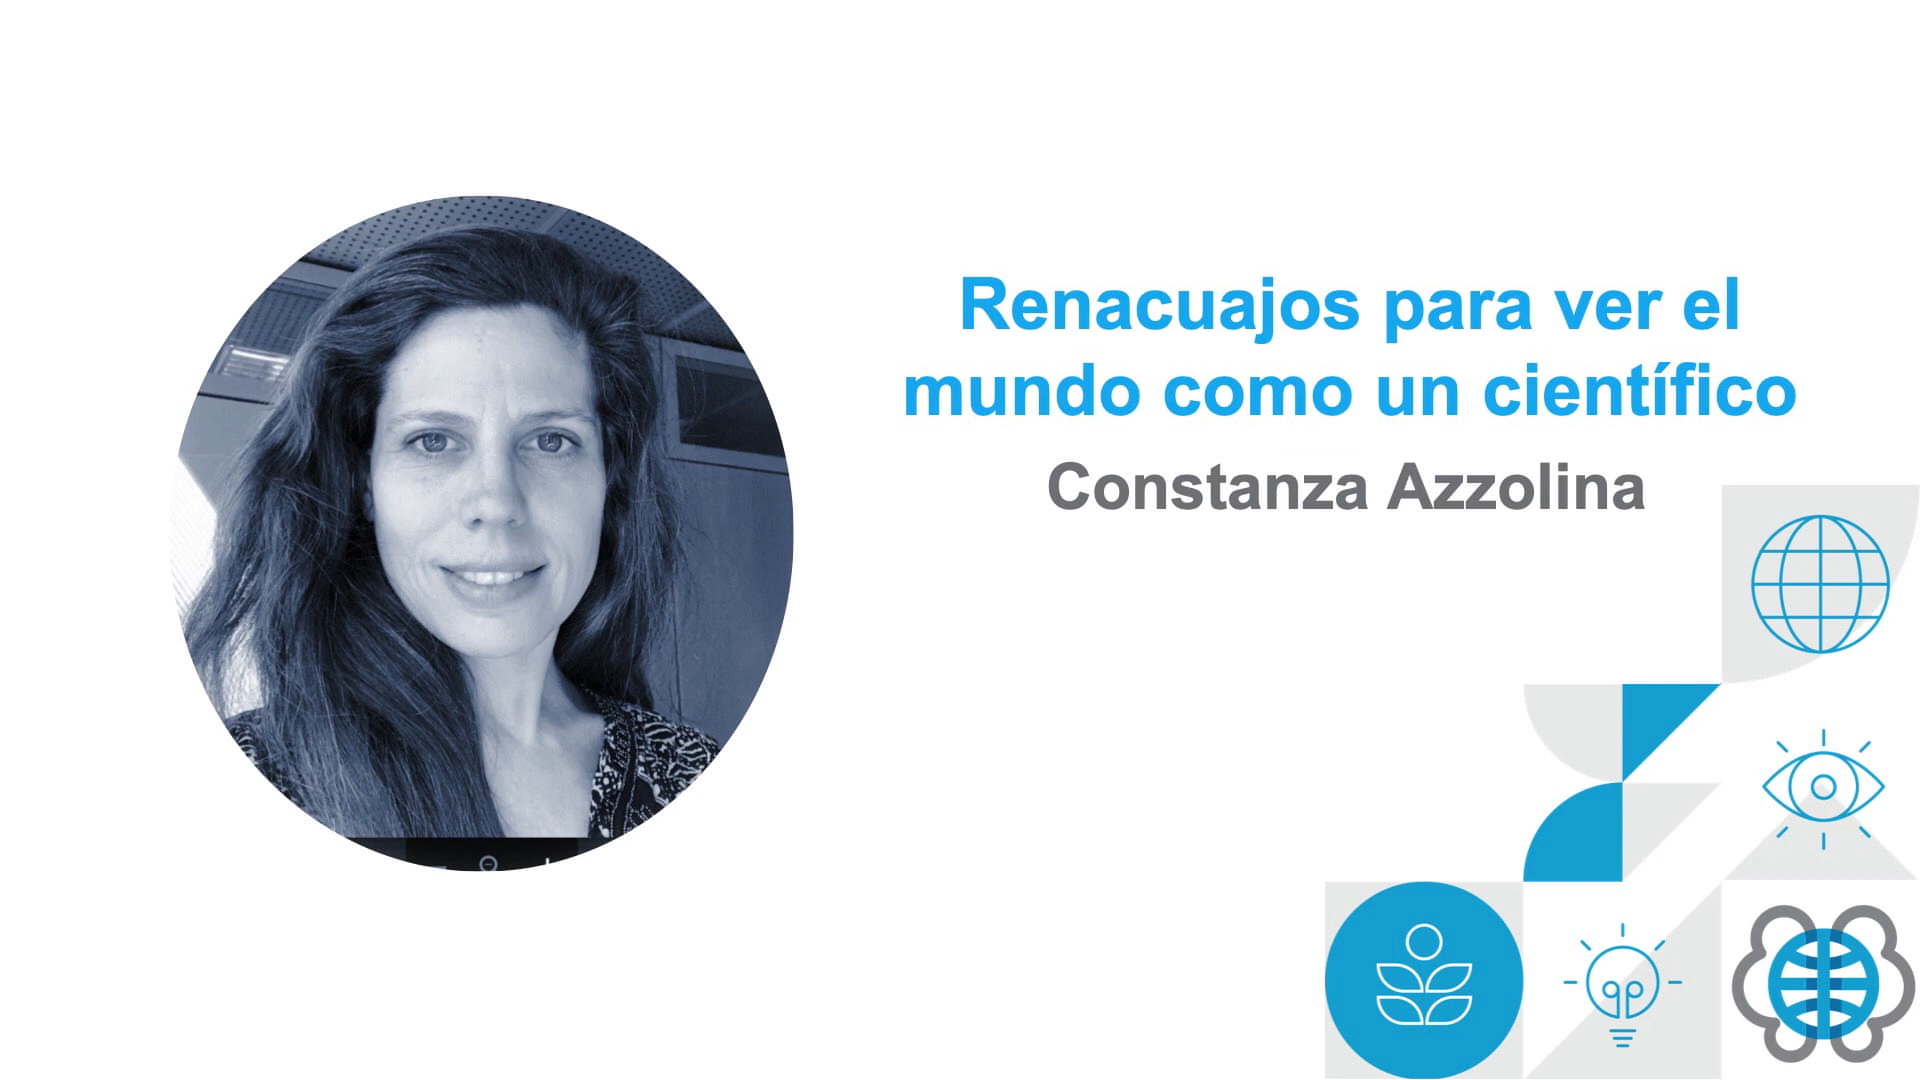 Renacuajos para ver el
mundo como un científico
Constanza Azzolina